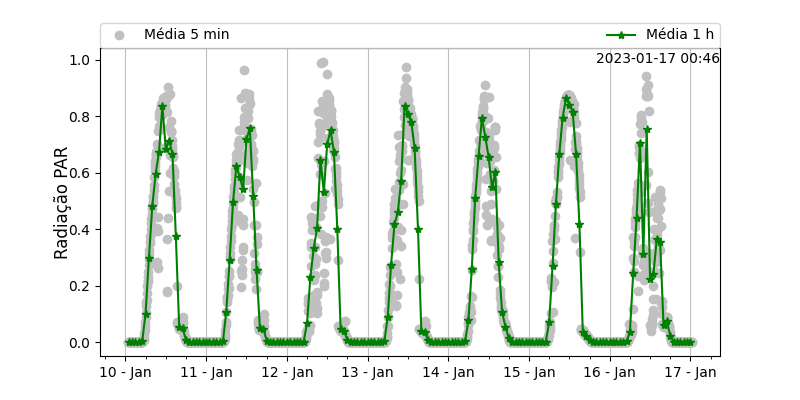 Média 5 min
Média 1 h
2023-01-17 00:46
Radiação PAR
1.0
0.8
0.6
0.4
0.2
0.0
10 - Jan
11 - Jan
12 - Jan
13 - Jan
14 - Jan
15 - Jan
16 - Jan
17 - Jan